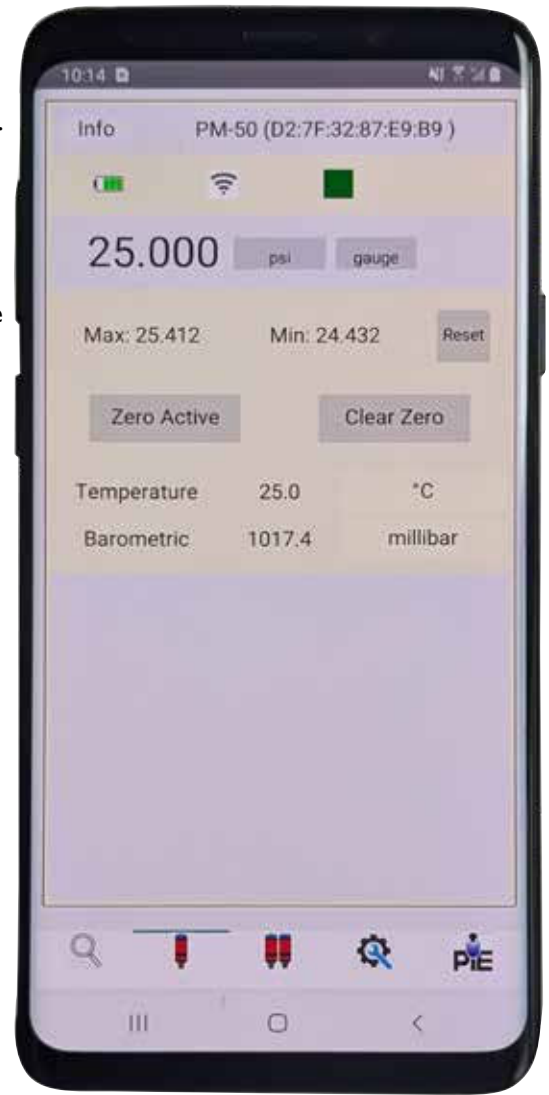 10:14
Info PM-50 (D2:7F:32:87:E9:B9 )
25.000 psi gauge
Max: 25.412 Min: 24.432 Reset
Zero Active Clear Zero
Temperature 25.0 °C
Barometric 1017.4 millibar
PIE